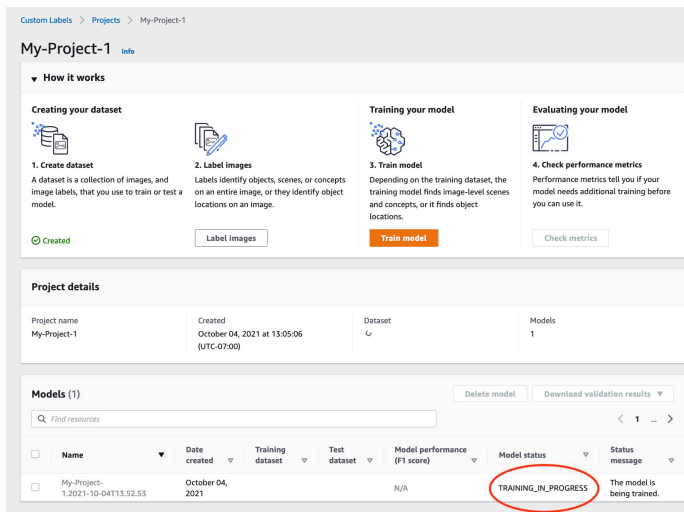 Custom Labels > Projects > My-Project-1
My-Project-1 Info
▼ How it works
Creating your dataset
1. Create dataset
A dataset is a collection of images, and
image labels, that you use to train or test a
model.
Created
2. Label images
Labels identify objects, scenes, or concepts
on an entire image, or they identify object
locations on an image.
Label images
Training your model
3. Train model
Depending on the training dataset, the
training model finds image-level scenes
and concepts, or it finds object
locations.
Train model
Evaluating your model
4. Check performance metrics
Performance metrics tell you if your
model needs additional training before
you can use it.
Check metrics
Project details
Project name
My-Project-1
Created
October 04, 2021 at 13:05:06
(UTC-07:00)
Dataset
Models
1
Models (1)
Delete model
Download validation results ▼
Find resources
< 1 ... >
Name
Date
created
Training
dataset
Test
dataset
Model performance
(F1 score)
Model status
Status
message
My-Project-
1.2021-10-04T13.52.53
October 04,
2021
N/A
TRAINING_IN_PROGRESS
The model is
being trained.